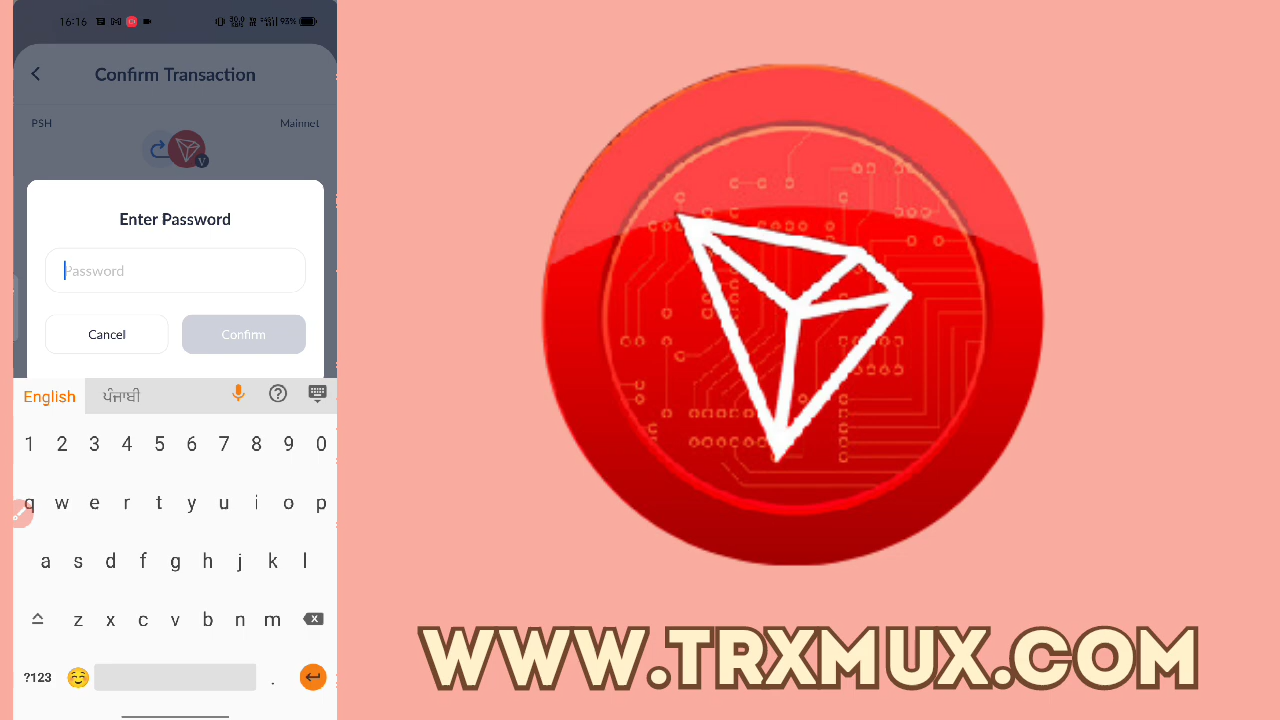 16:16 93%
Confirm Transaction
PSH Mainnet
V
Enter Password
Password
Cancel Confirm
English ਪੰਜਾਬੀ
1 2 3 4 5 6 7 8 9 0
q w e r t y u i o p
a s d f g h j k l
z x c v b n m
?123 .
WWW.TRXMUX.COM